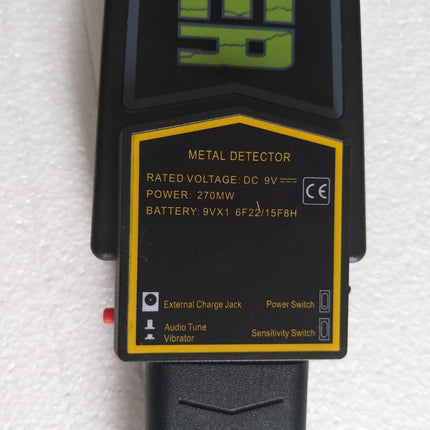 ER
METAL DETECTOR
RATED VOLTAGE: DC 9V
POWER: 270MW
BATTERY: 9VX1 6F22/15F8H
CE
External Charge Jack
Power Switch
Audio Tune
Vibrator
Sensitivity Switch